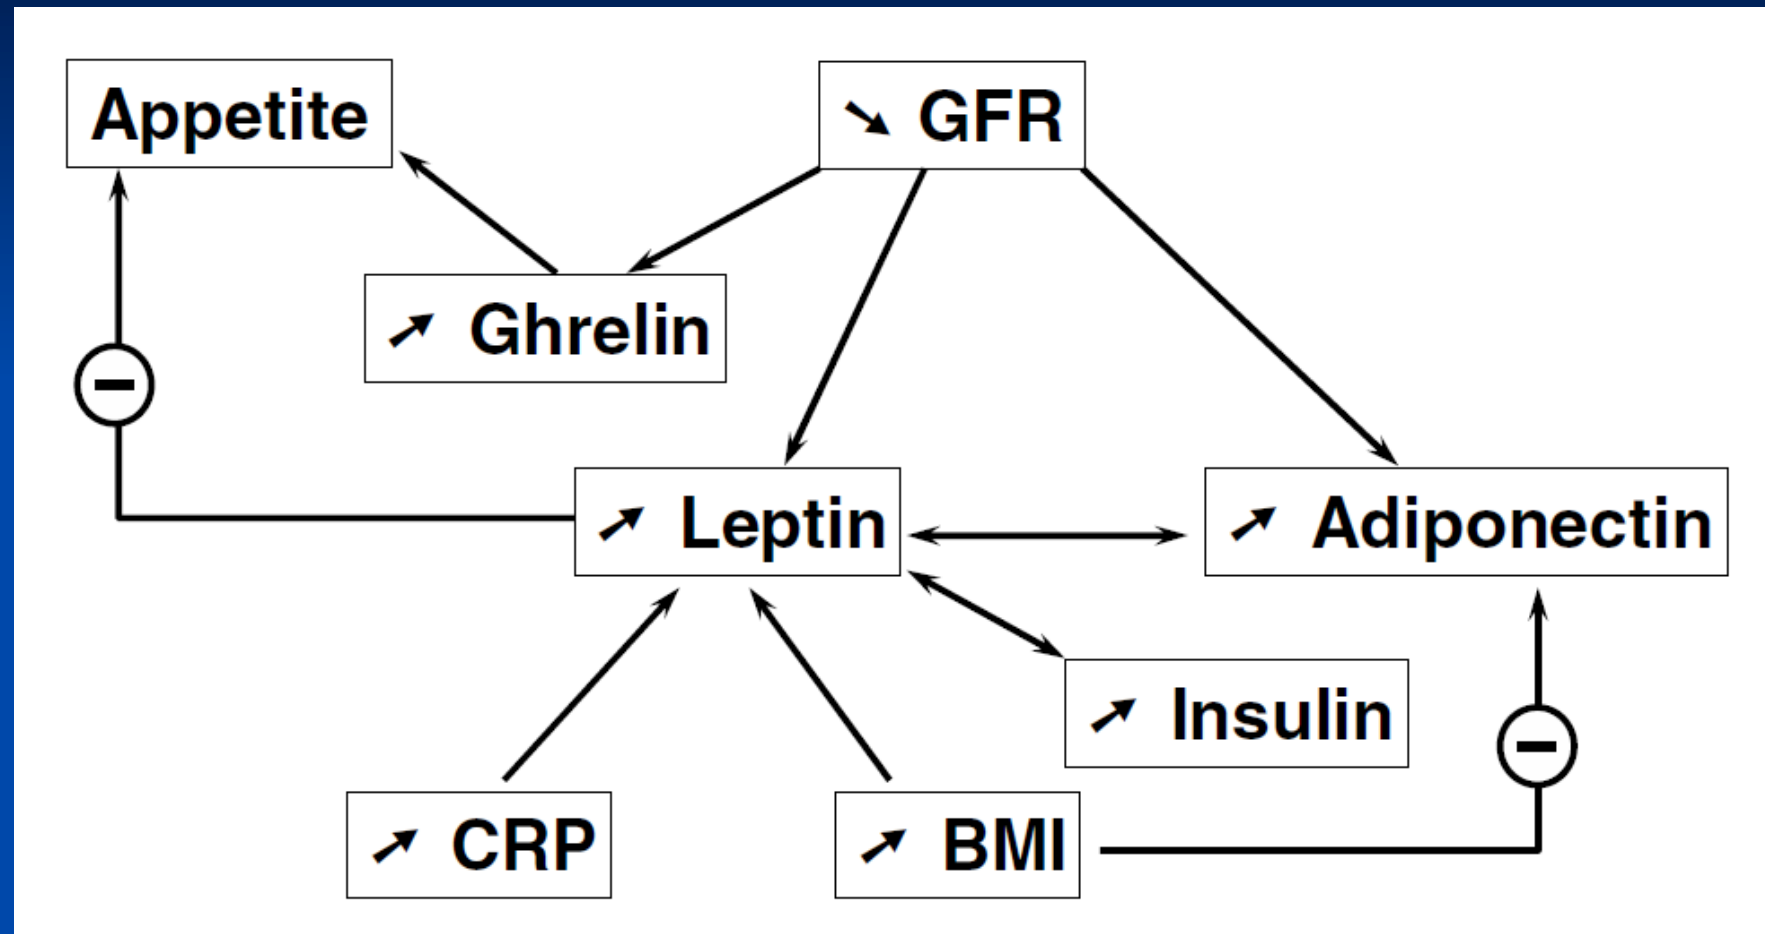 Appetite
↘ GFR
↗ Ghrelin
↗ Leptin
↗ Adiponectin
↗ Insulin
↗ CRP
↗ BMI